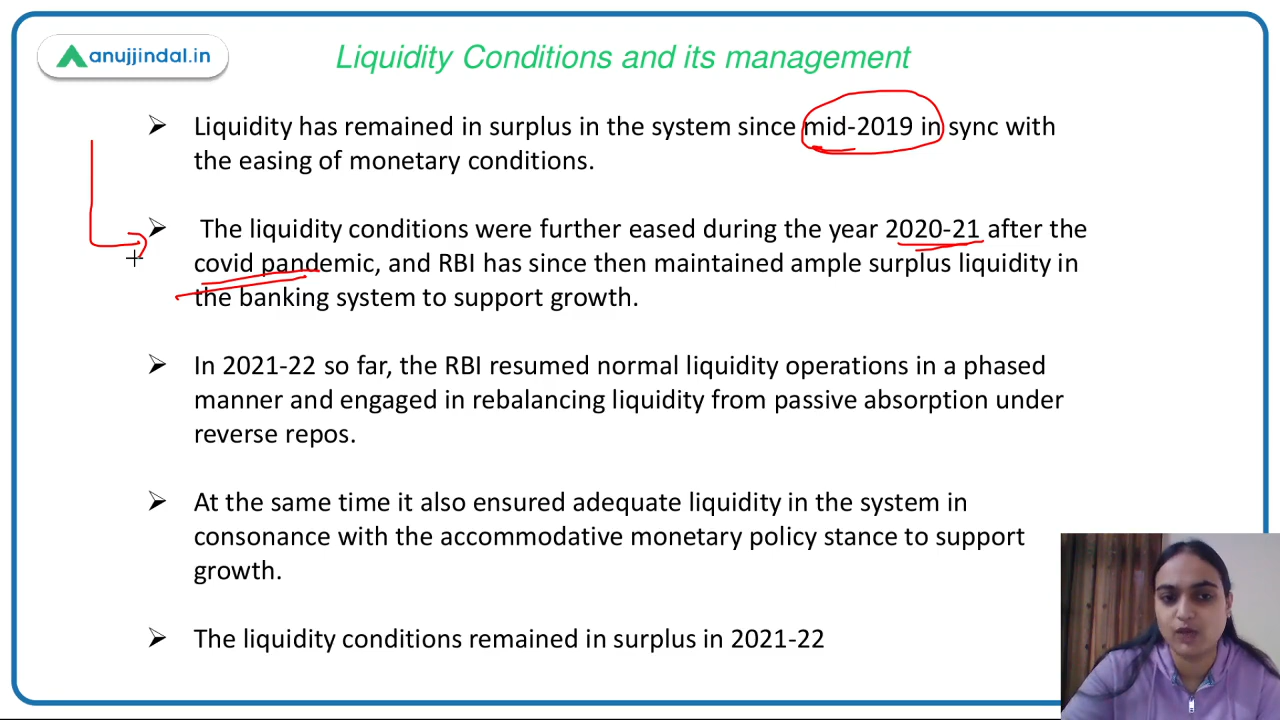 anujjindal.in
Liquidity Conditions and its management
➢ Liquidity has remained in surplus in the system since mid-2019 in sync with
the easing of monetary conditions.
➢ The liquidity conditions were further eased during the year 2020-21 after the
covid pandemic, and RBI has since then maintained ample surplus liquidity in
the banking system to support growth.
➢ In 2021-22 so far, the RBI resumed normal liquidity operations in a phased
manner and engaged in rebalancing liquidity from passive absorption under
reverse repos.
➢ At the same time it also ensured adequate liquidity in the system in
consonance with the accommodative monetary policy stance to support
growth.
➢ The liquidity conditions remained in surplus in 2021-22